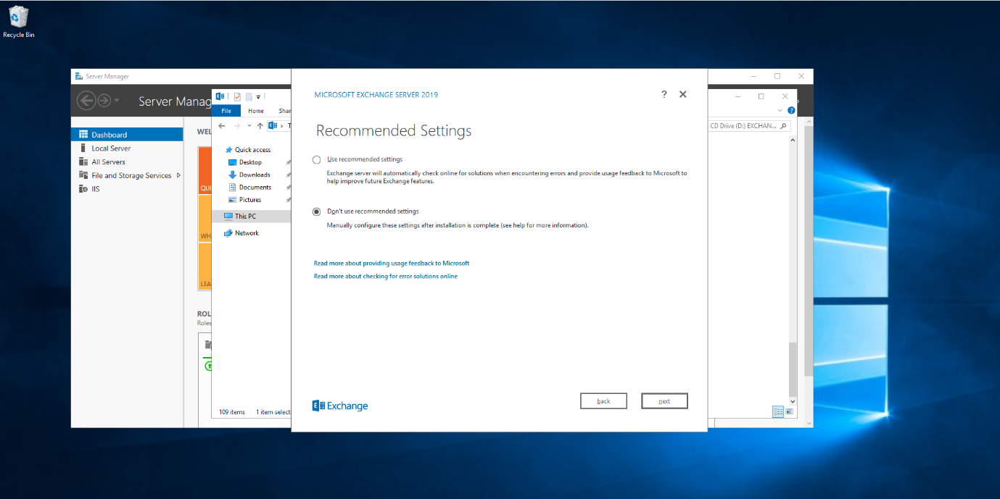 Recycle Bin
Server Manager
Server Manag
Dashboard
Local Server
All Servers
File and Storage Services
IIS
WEL
QUI
WH
LEA
ROL
Roles
File
Home
Shar
T
CD Drive (D:) EXCHAN...
Quick access
Desktop
Downloads
Documents
Pictures
This PC
Network
109 items
1 item select
MICROSOFT EXCHANGE SERVER 2019
?
Recommended Settings
Use recommended settings
Exchange server will automatically check online for solutions when encountering errors and provide usage feedback to Microsoft to
help improve future Exchange features.
Don't use recommended settings
Manually configure these settings after installation is complete (see help for more information).
Read more about providing usage feedback to Microsoft
Read more about checking for error solutions online
Exchange
back
next